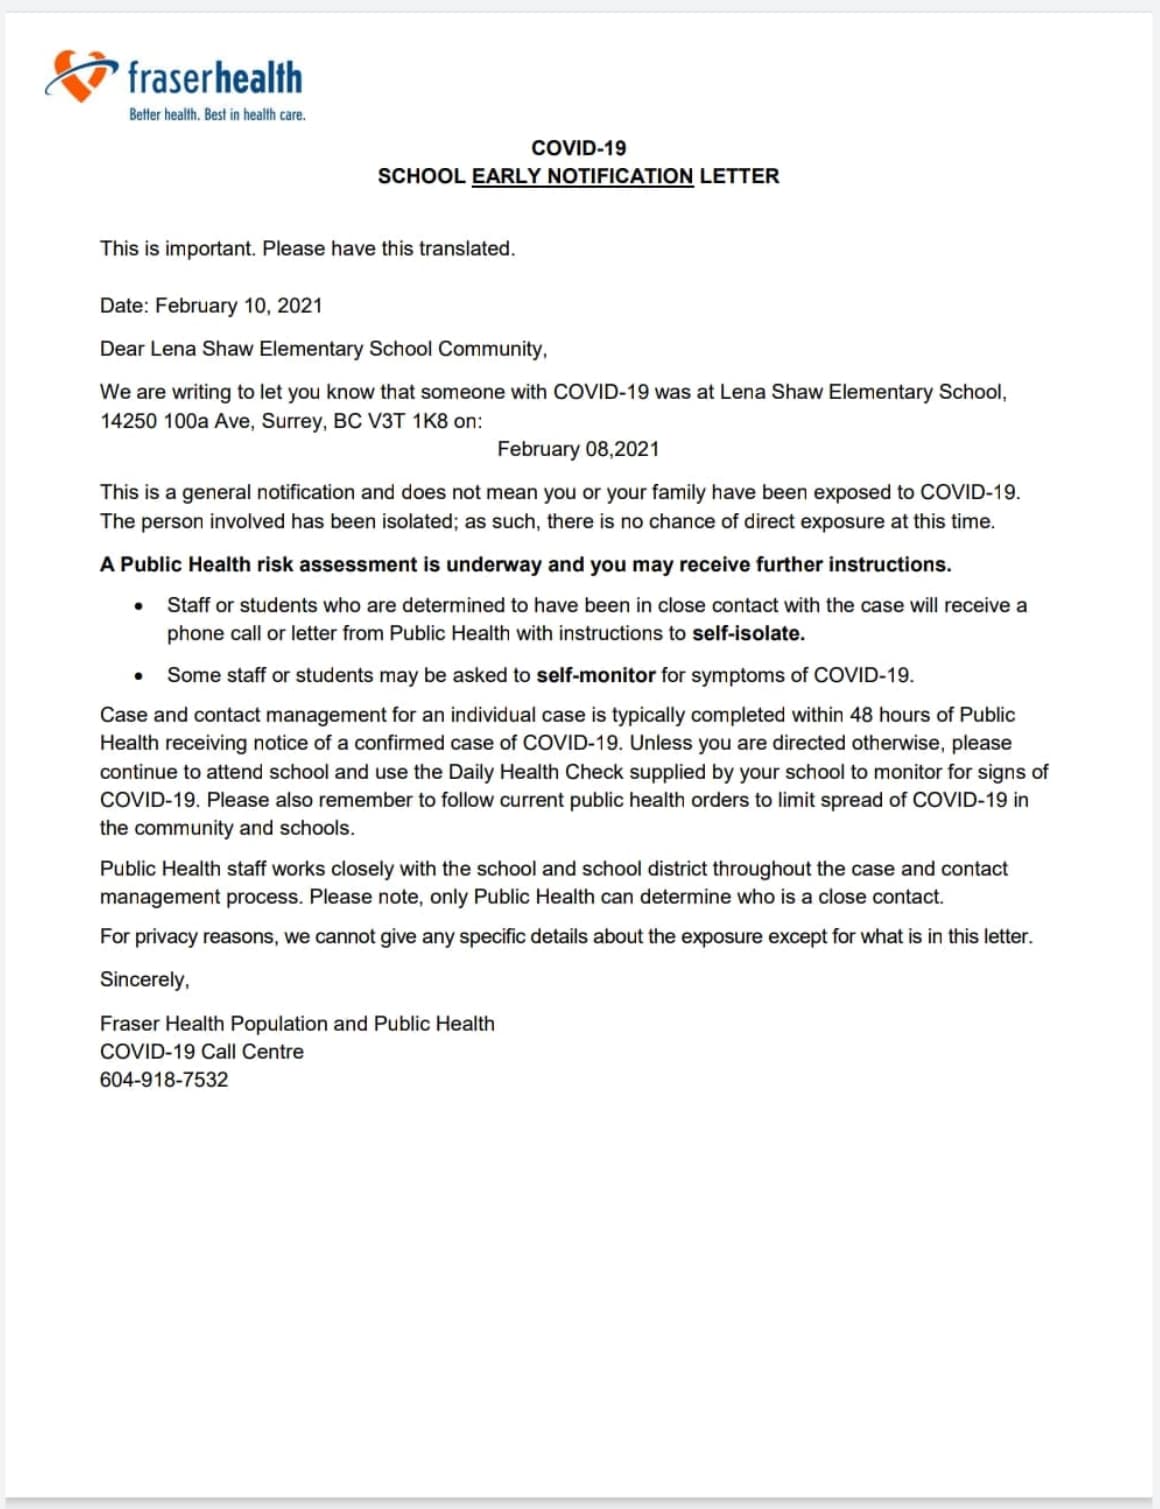 fraserhealth
Better health. Best in health care.
COVID-19
SCHOOL EARLY NOTIFICATION LETTER
This is important. Please have this translated.
Date: February 10, 2021
Dear Lena Shaw Elementary School Community,
We are writing to let you know that someone with COVID-19 was at Lena Shaw Elementary School,
14250 100a Ave, Surrey, BC V3T 1K8 on:
February 08,2021
This is a general notification and does not mean you or your family have been exposed to COVID-19.
The person involved has been isolated; as such, there is no chance of direct exposure at this time.
A Public Health risk assessment is underway and you may receive further instructions.
• Staff or students who are determined to have been in close contact with the case will receive a
phone call or letter from Public Health with instructions to self-isolate.
• Some staff or students may be asked to self-monitor for symptoms of COVID-19.
Case and contact management for an individual case is typically completed within 48 hours of Public
Health receiving notice of a confirmed case of COVID-19. Unless you are directed otherwise, please
continue to attend school and use the Daily Health Check supplied by your school to monitor for signs of
COVID-19. Please also remember to follow current public health orders to limit spread of COVID-19 in
the community and schools.
Public Health staff works closely with the school and school district throughout the case and contact
management process. Please note, only Public Health can determine who is a close contact.
For privacy reasons, we cannot give any specific details about the exposure except for what is in this letter.
Sincerely,
Fraser Health Population and Public Health
COVID-19 Call Centre
604-918-7532